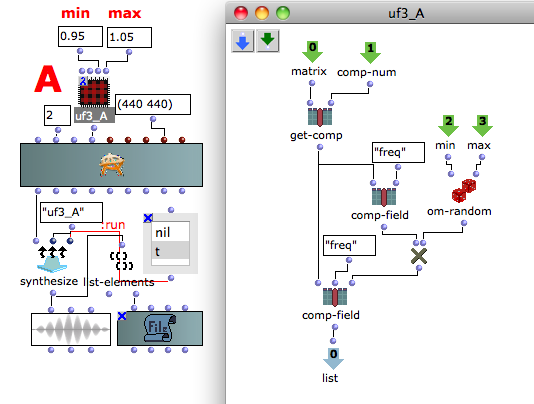 min max
0.95 1.05
A
2 uf3_A (440 440)
"uf3_A"
:run
nil
t
synthesize list-elements
File
uf3_A
0 1
matrix comp-num
get-comp
2 3
"freq" min max
comp-field om-random
"freq"
comp-field
0
list